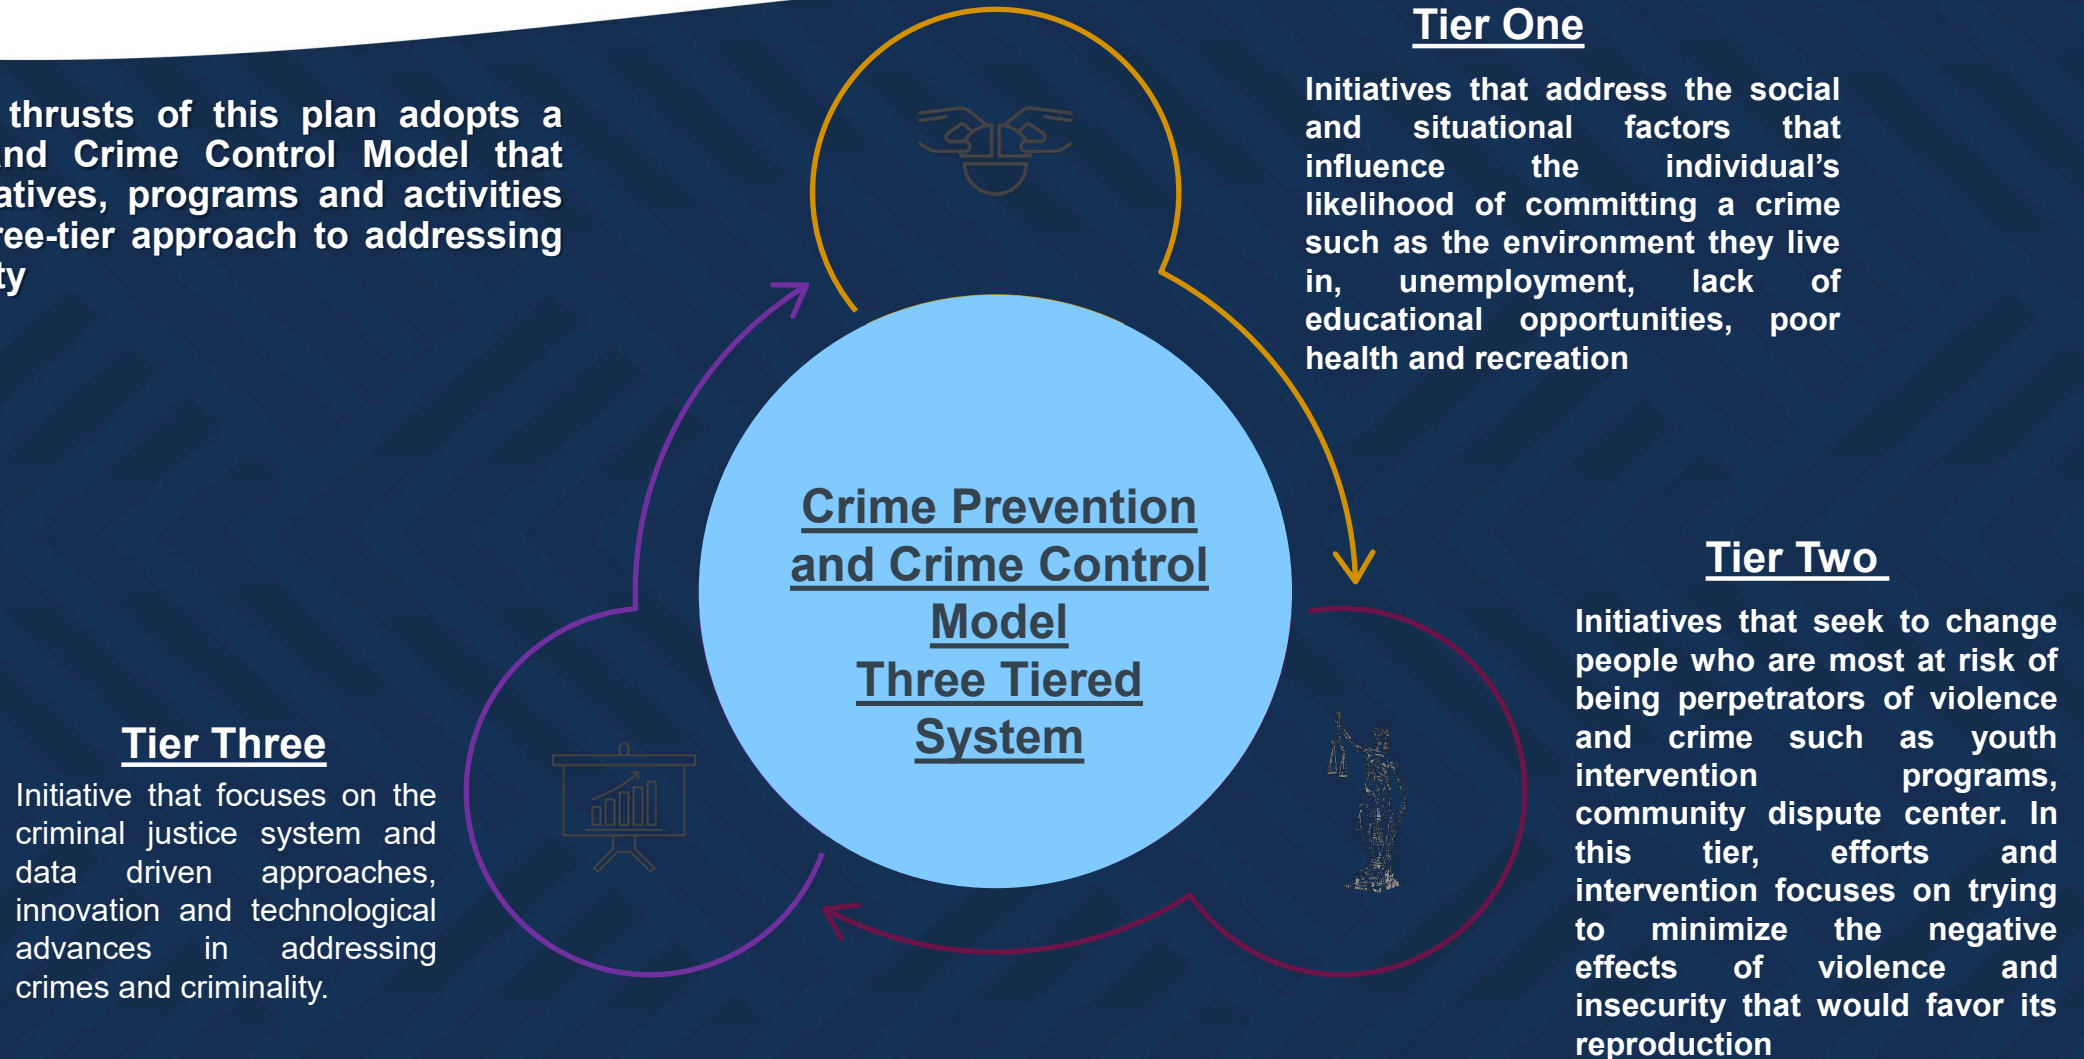 thrusts of this plan adopts a
and Crime Control Model that
programs and activities
approach to addressing
Tier One
Initiatives that address the social
and situational factors that
influence the individual's
likelihood of committing a crime
such as the environment they live
in, unemployment, lack of
educational opportunities, poor
health and recreation
Crime Prevention
and Crime Control
Model
Three Tiered
System
Tier Two
Initiatives that seek to change
people who are most at risk of
being perpetrators of violence
and crime such as youth
intervention programs,
community dispute center. In
this tier, efforts and
intervention focuses on trying
to minimize the negative
effects of violence and
insecurity that would favor its
reproduction
Tier Three
Initiative that focuses on the
criminal justice system and
data driven approaches,
innovation and technological
advances in addressing
crimes and criminality.